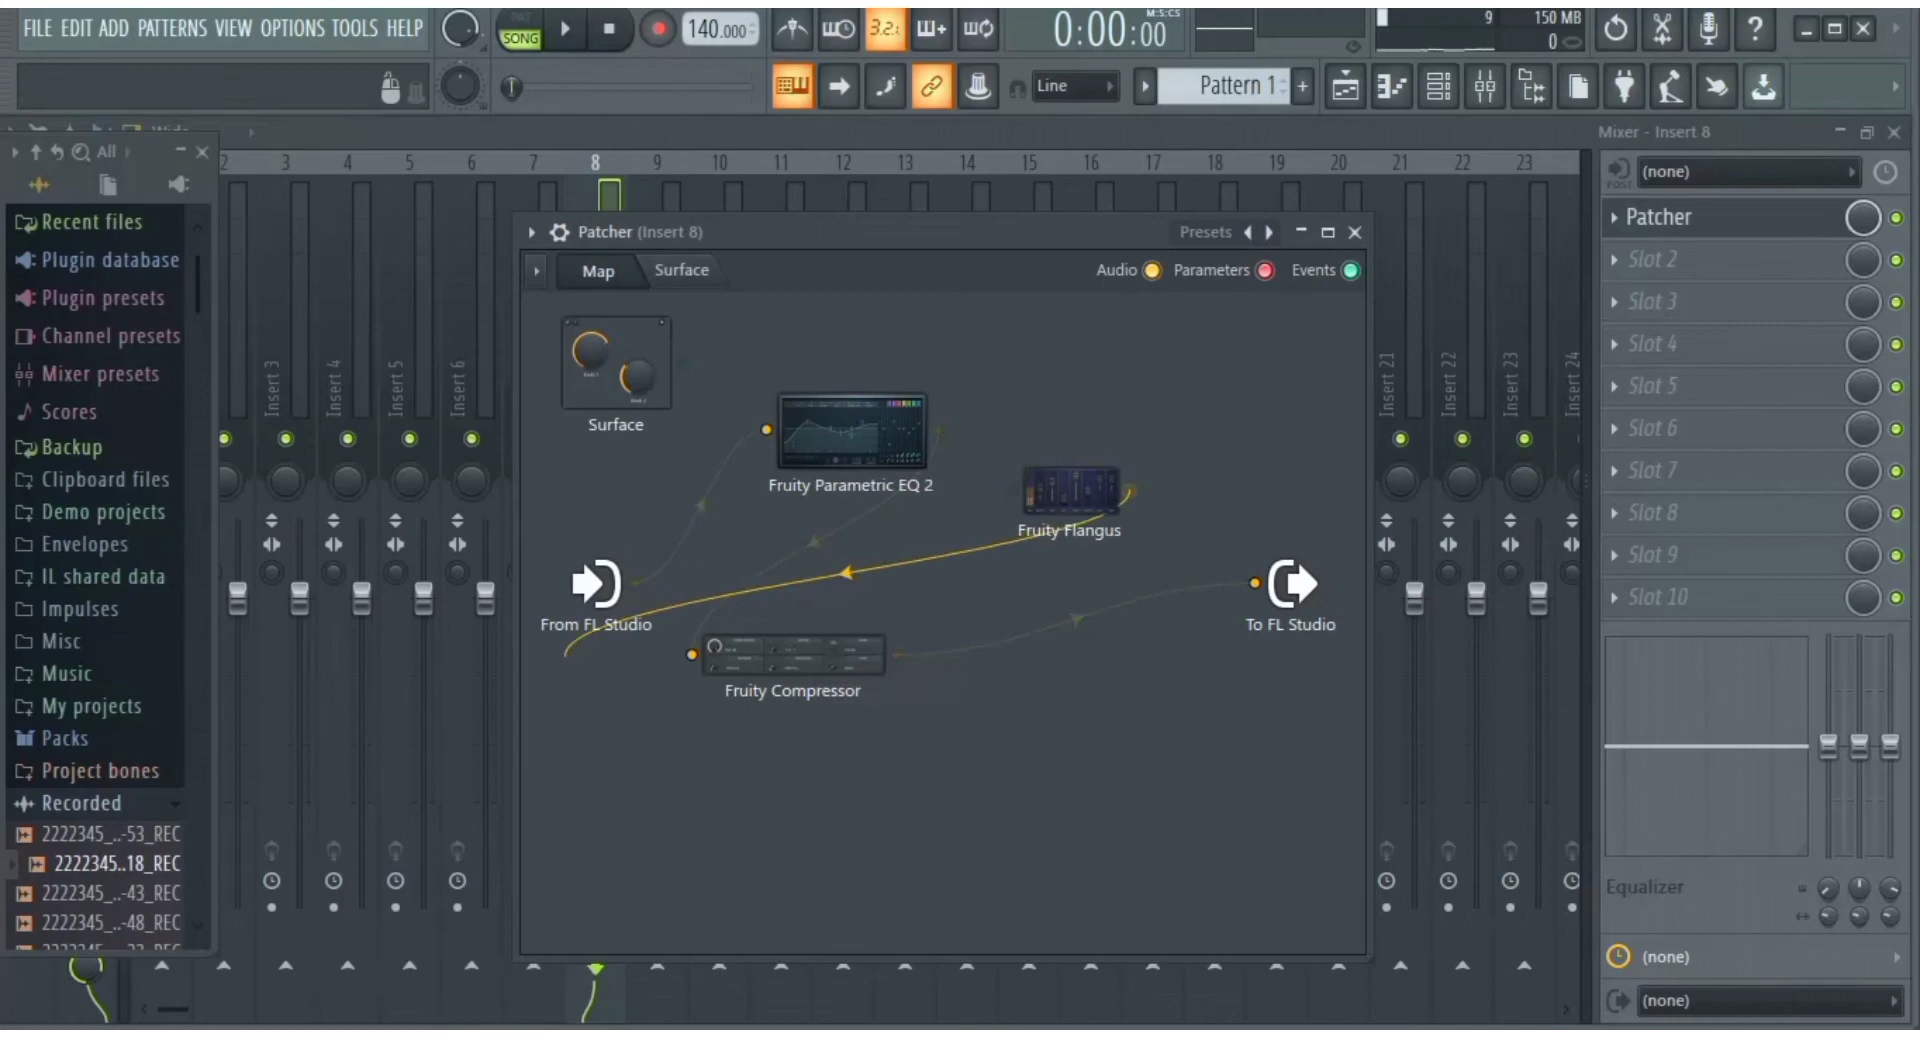 FILE EDIT ADD PATTERNS VIEW OPTIONS TOOLS HELP
PAT
SONG
140.000
3.2.
0:00:00
M:S:CS
9
150 MB
0
Line
Pattern 1
Wide
Mixer - Insert 8
All
2 3 4 5 6 7 8 9 10 11 12 13 14 15 16 17 18 19 20 21 22 23
(none)
POST
Recent files
Plugin database
Plugin presets
Channel presets
Mixer presets
Scores
Backup
Clipboard files
Demo projects
Envelopes
IL shared data
Impulses
Misc
Music
My projects
Packs
Project bones
Recorded
2222345_..-53_REC
2222345..18_REC
2222345_..-43_REC
2222345_..-48_REC
Insert 3
Insert 4
Insert 5
Insert 6
Patcher (Insert 8)
Presets
Map
Surface
Audio
Parameters
Events
Surface
Fruity Parametric EQ 2
Fruity Flangus
From FL Studio
To FL Studio
Fruity Compressor
Insert 21
Insert 22
Insert 23
Insert 24
Patcher
Slot 2
Slot 3
Slot 4
Slot 5
Slot 6
Slot 7
Slot 8
Slot 9
Slot 10
Equalizer
(none)
(none)